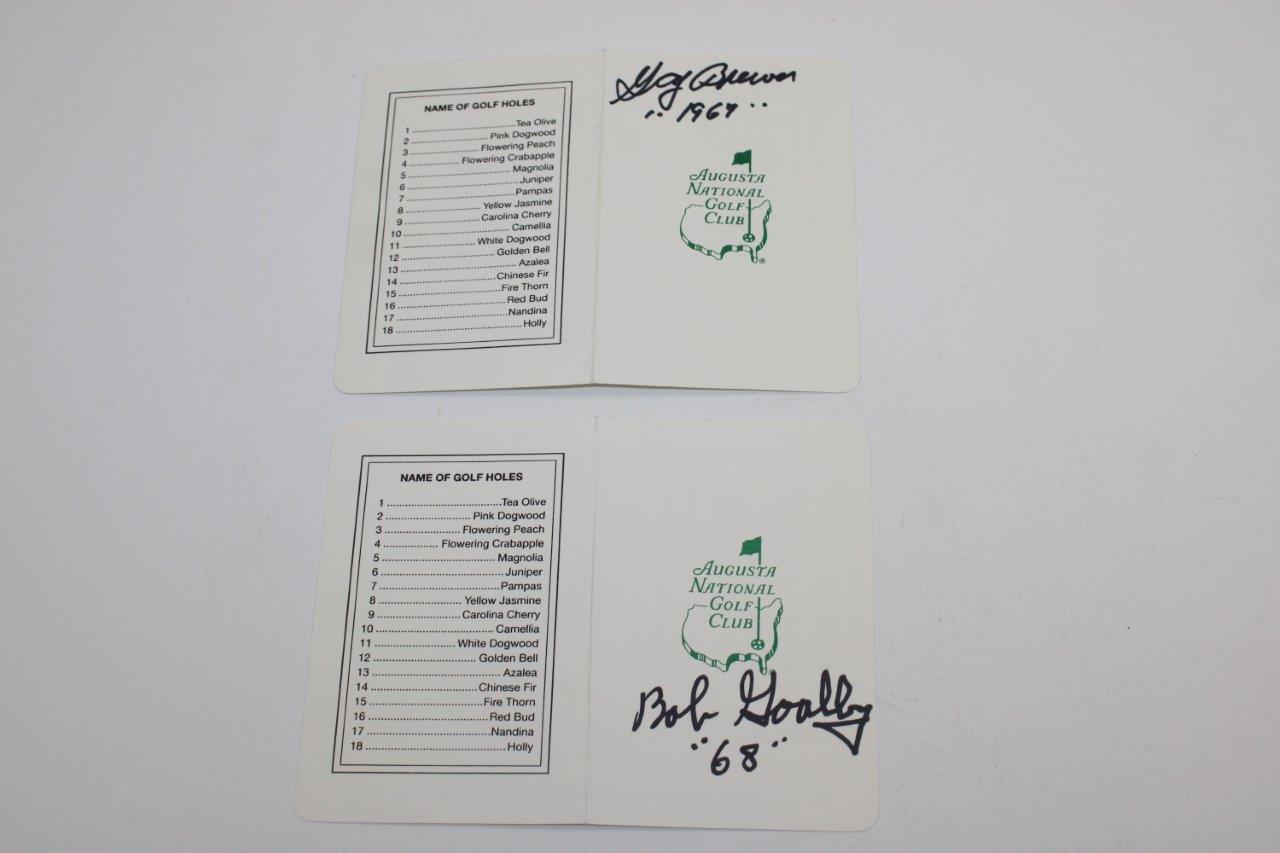 NAME OF GOLF HOLES
1 Tea Olive
2 Pink Dogwood
3 Flowering Peach
4 Flowering Crabapple
5 Magnolia
6 Juniper
7 Pampas
8 Yellow Jasmine
9 Carolina Cherry
10 Camellia
11 White Dogwood
12 Golden Bell
13 Azalea
14 Chinese Fir
15 Fire Thorn
16 Red Bud
17 Nandina
18 Holly
Gay Brewer
"1967"
AUGUSTA
NATIONAL
GOLF
CLUB
®
NAME OF GOLF HOLES
1 Tea Olive
2 Pink Dogwood
3 Flowering Peach
4 Flowering Crabapple
5 Magnolia
6 Juniper
7 Pampas
8 Yellow Jasmine
9 Carolina Cherry
10 Camellia
11 White Dogwood
12 Golden Bell
13 Azalea
14 Chinese Fir
15 Fire Thorn
16 Red Bud
17 Nandina
18 Holly
AUGUSTA
NATIONAL
GOLF
CLUB
®
Bob Goalby
"68"